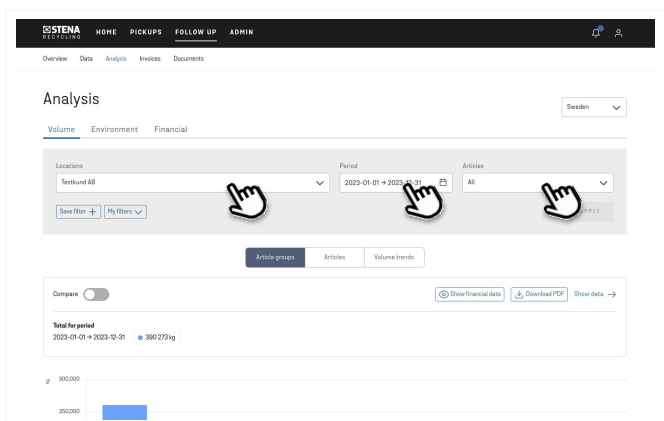 STENA
RECYCLING
HOME PICKUPS FOLLOW UP ADMIN
Overview Data Analysis Invoices Documents
Analysis
Sweden
Volume Environment Financial
Locations Period Articles
Testkund AB 2023-01-01 → 2023-12-31 All
Save filter + My filters
Article groups Articles Volume trends
Compare Show financial data Download PDF Show data →
Total for period
2023-01-01 → 2023-12-31 390 273 kg
300,000
250,000